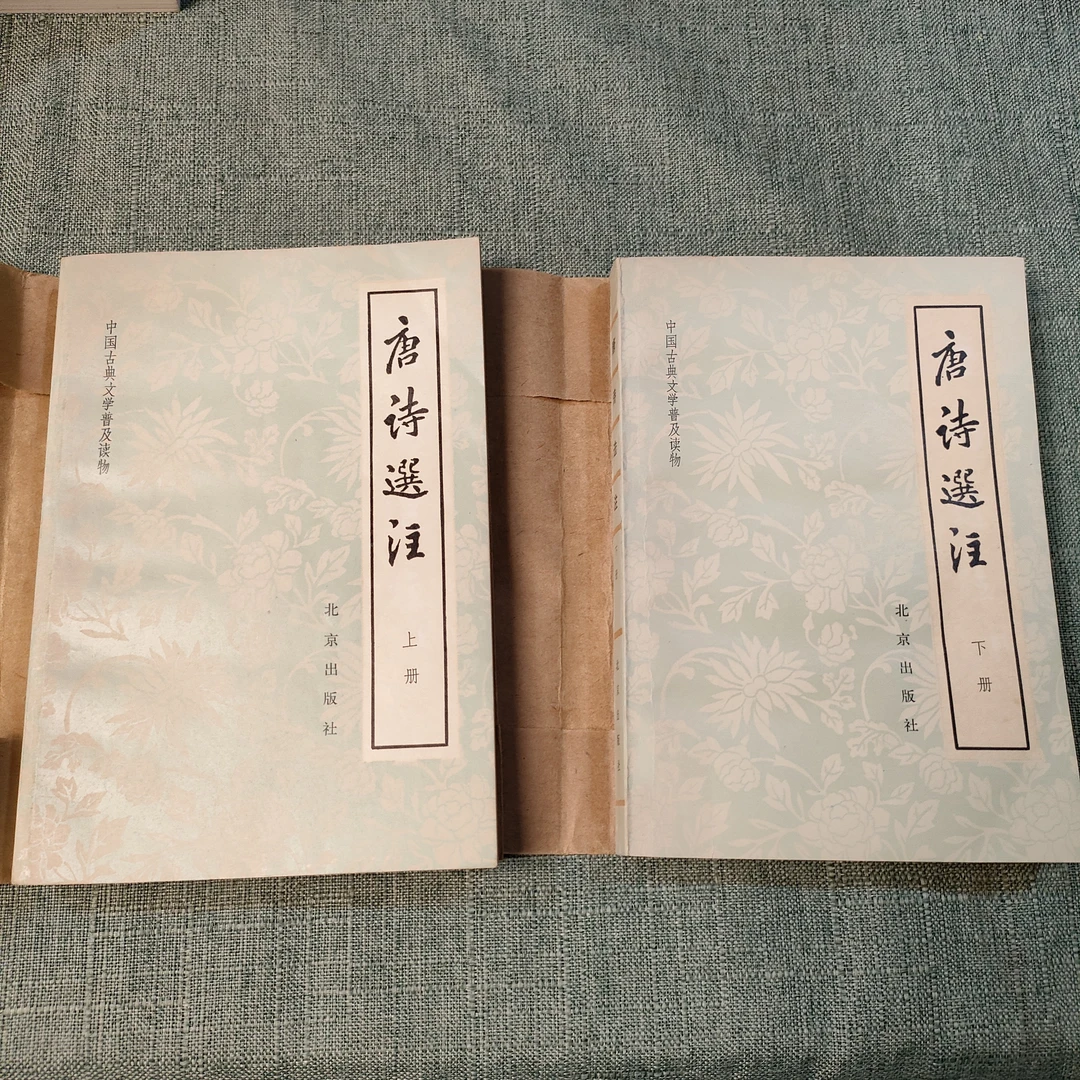 中国古典文学普及读物
唐诗選注
上册
北京出版社
中国古典文学普及读物
唐诗選注
下册
北京出版社